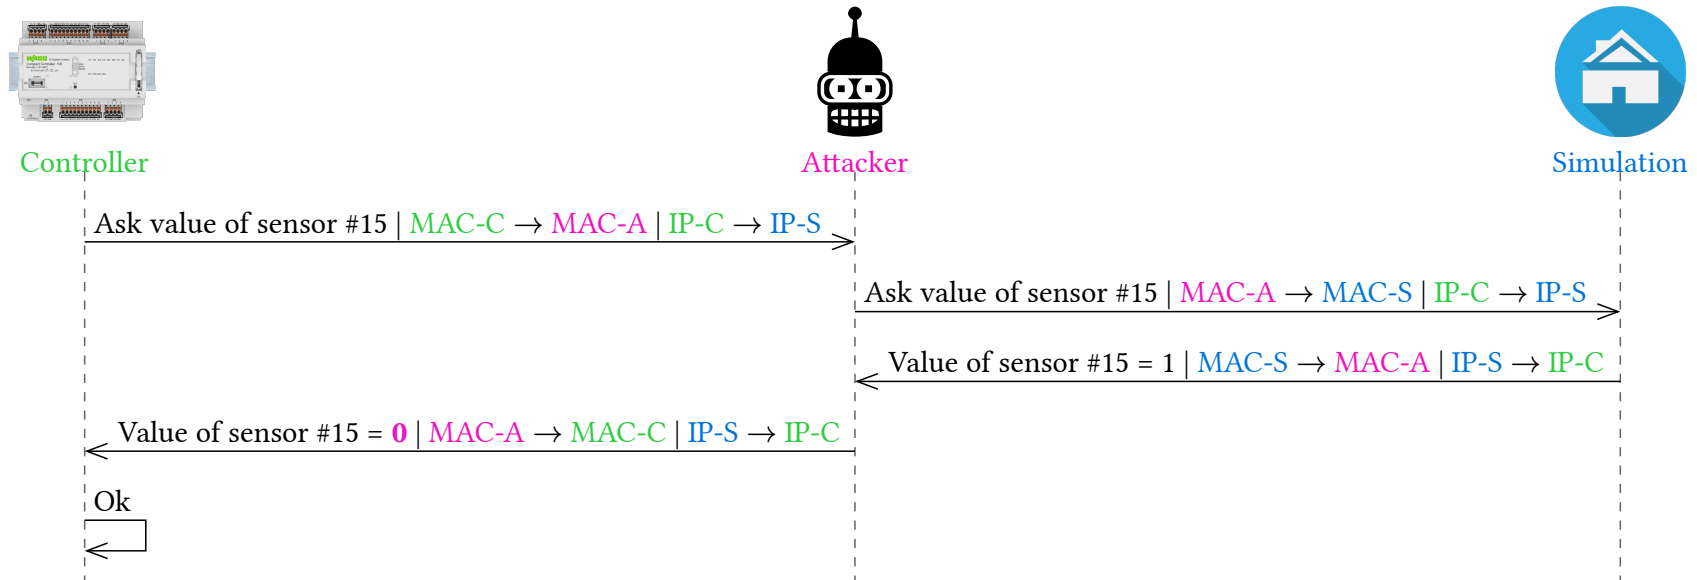 WAGO
Controller
Attacker
Simulation
Ask value of sensor #15 | MAC-C → MAC-A | IP-C → IP-S
Ask value of sensor #15 | MAC-A → MAC-S | IP-C → IP-S
Value of sensor #15 = 1 | MAC-S → MAC-A | IP-S → IP-C
Value of sensor #15 = 0 | MAC-A → MAC-C | IP-S → IP-C
Ok